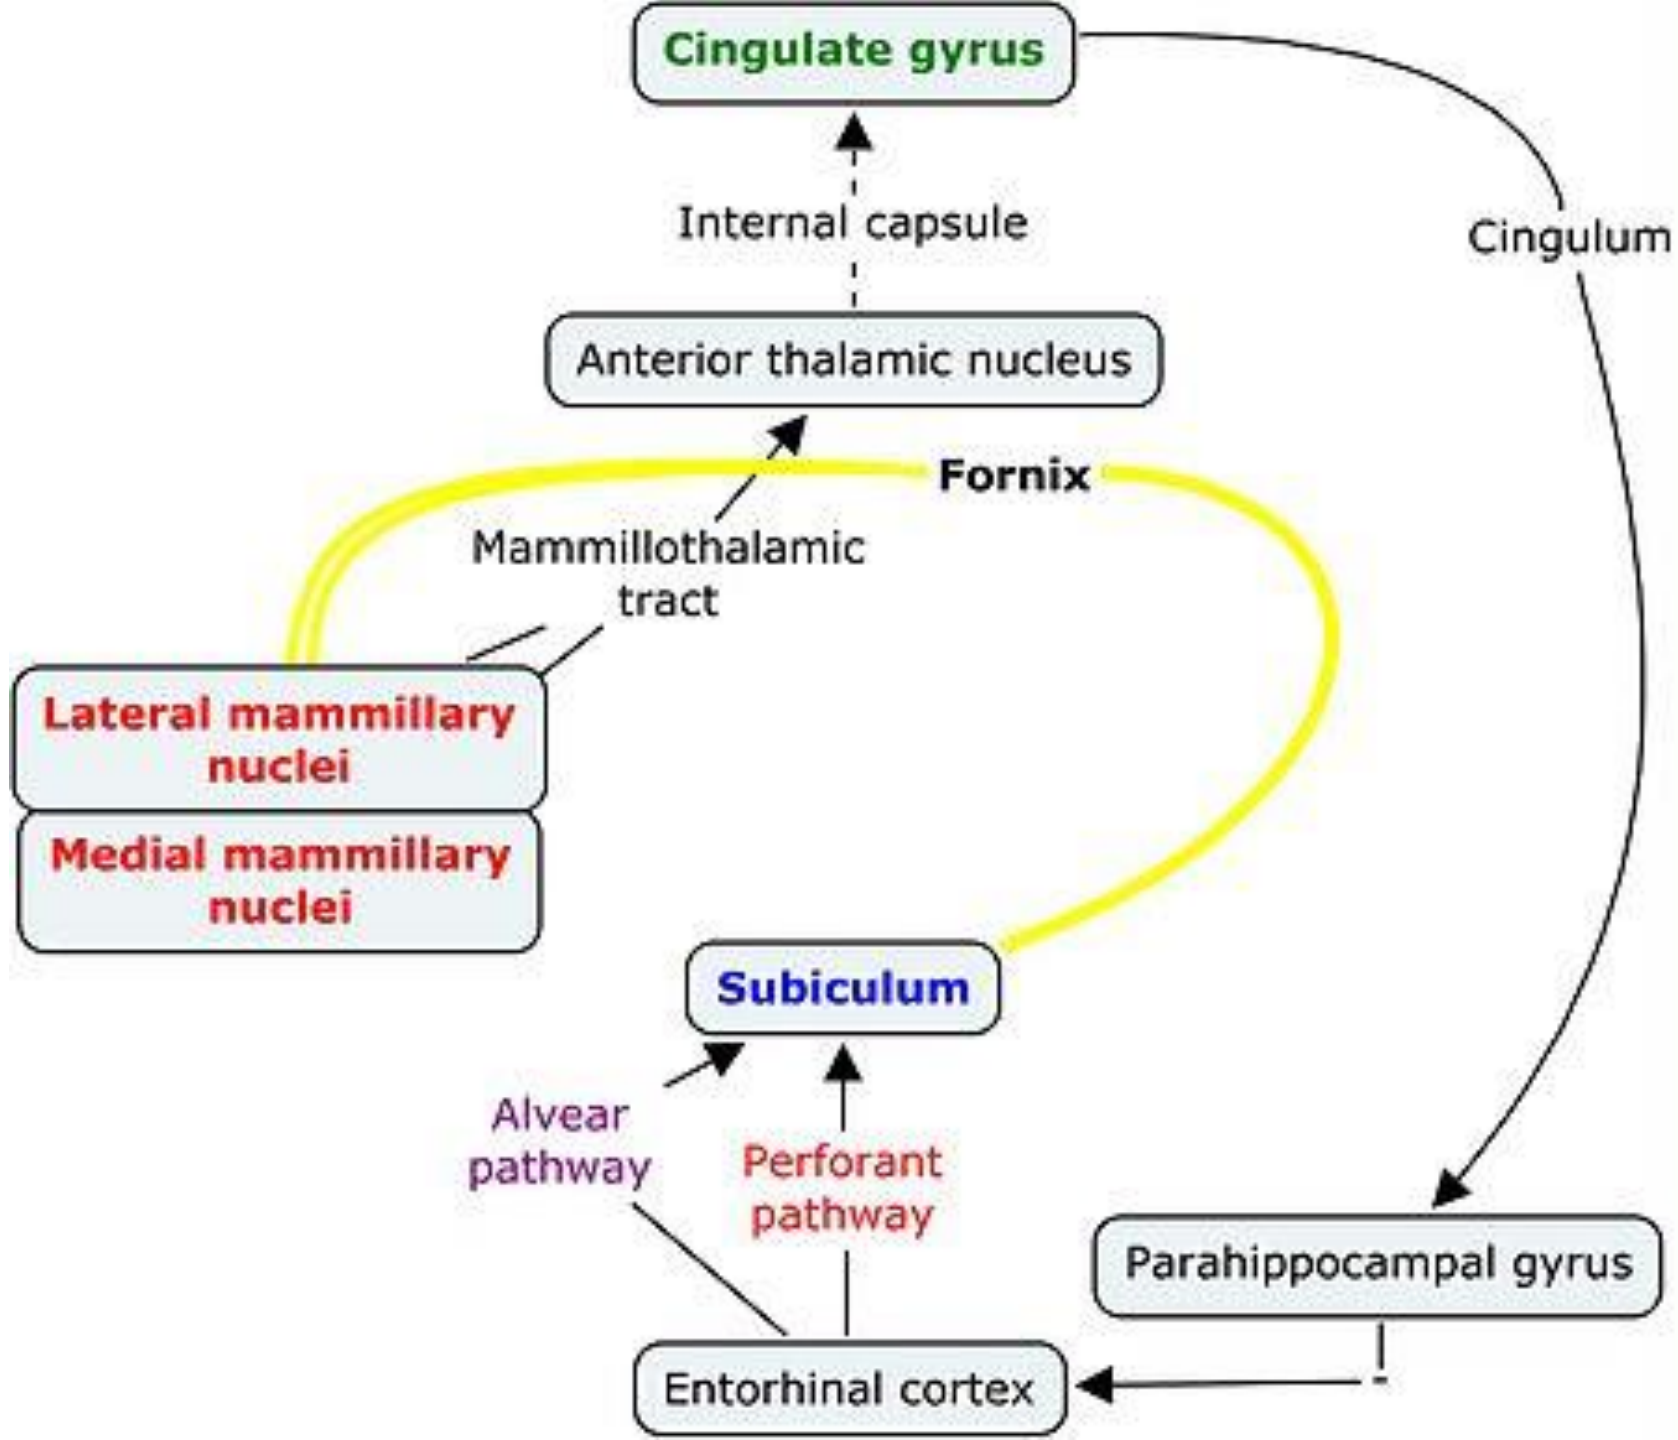 Cingulate gyrus
Internal capsule
Cingulum
Anterior thalamic nucleus
Fornix
Mammillothalamic
tract
Lateral mammillary
nuclei
Medial mammillary
nuclei
Subiculum
Alvear
pathway
Perforant
pathway
Parahippocampal gyrus
Entorhinal cortex